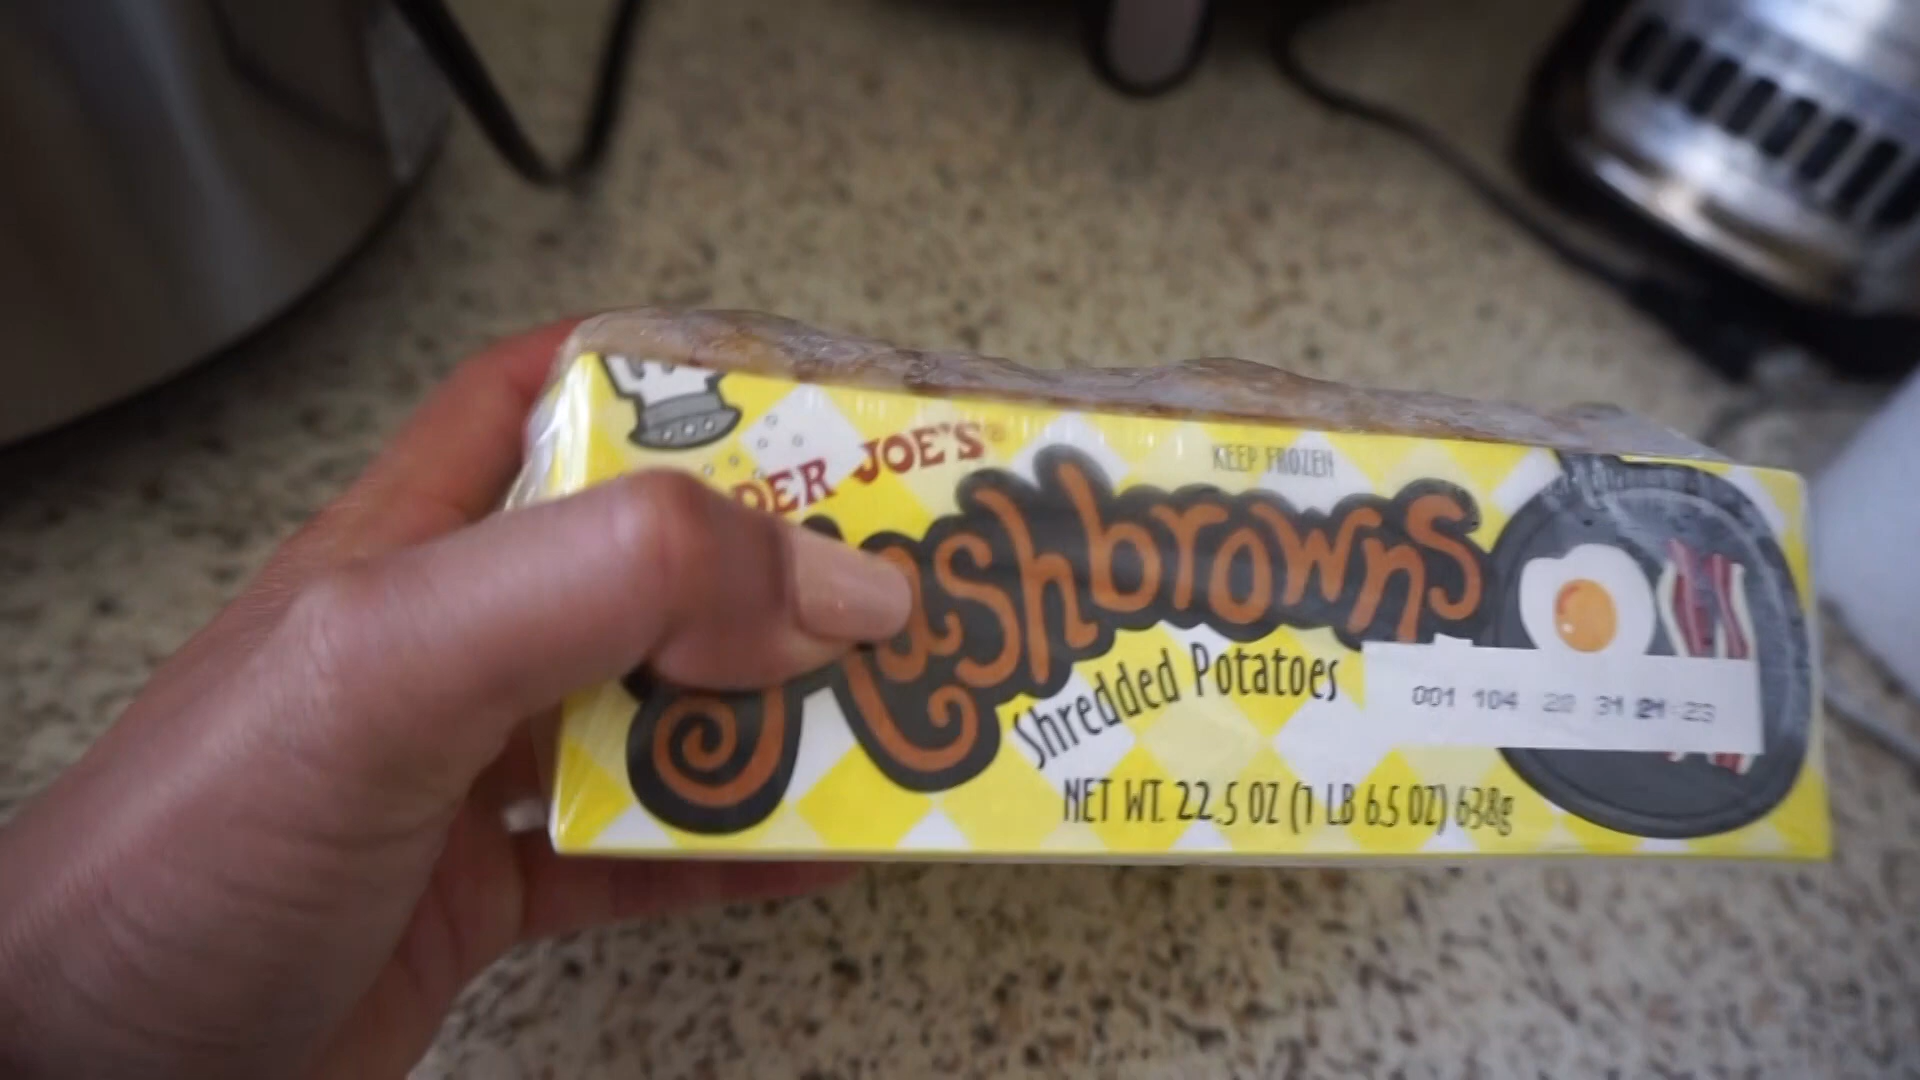 DER JOE'S®
KEEP FROZEN
Hashbrowns
Shredded Potatoes
001 104
NET WT. 22.5 OZ (1 LB 6.5 OZ) 638g